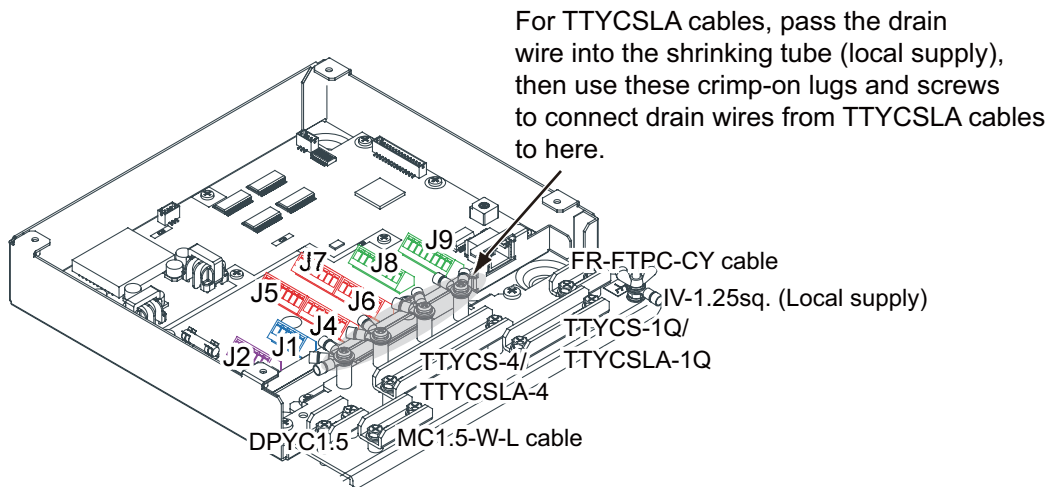 For TTYCSLA cables, pass the drain
wire into the shrinking tube (local supply),
then use these crimp-on lugs and screws
to connect drain wires from TTYCSLA cables
to here.
J9
J8
J7
J6
J5
J4
J1
J2
FR-FTPC-CY cable
IV-1.25sq. (Local supply)
TTYCS-1Q/
TTYCSLA-1Q
TTYCS-4/
TTYCSLA-4
DPYC1.5
MC1.5-W-L cable